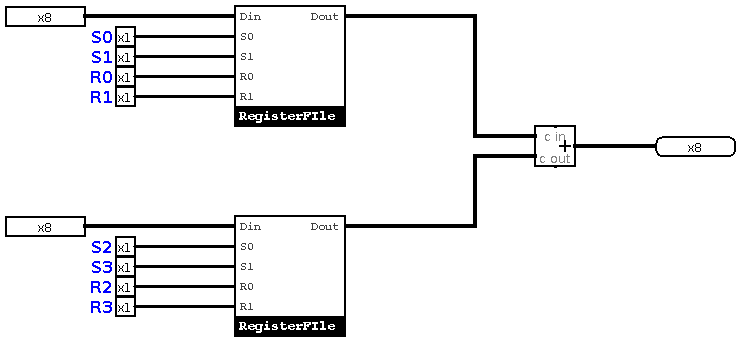 x8
Din
Dout
S0 x1
S0
S1 x1
S1
R0 x1
R0
R1 x1
R1
RegisterFIle
c in
+
c out
x8
x8
Din
Dout
S2 x1
S0
S3 x1
S1
R2 x1
R0
R3 x1
R1
RegisterFIle